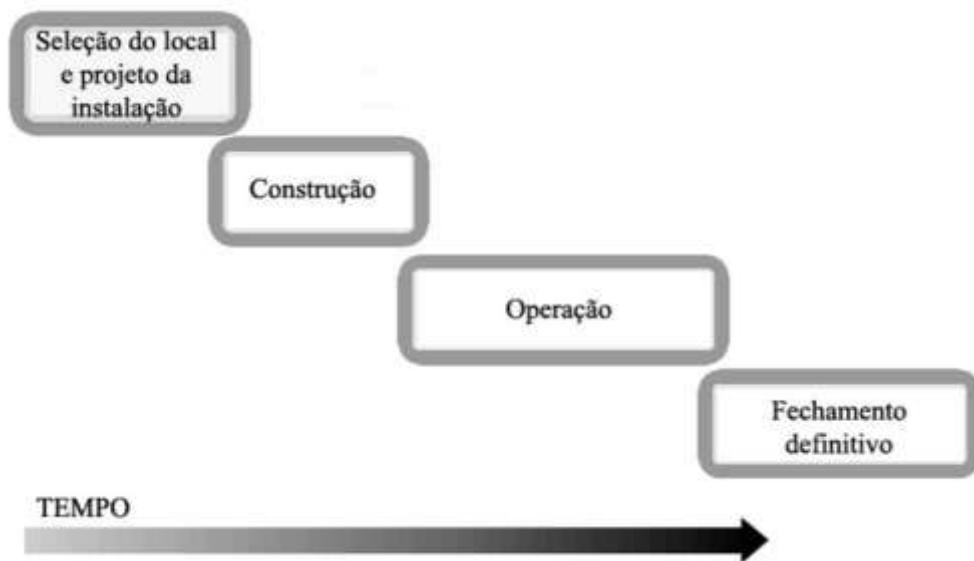 Seleção do local
e projeto da
instalação
Construção
Operação
Fechamento
definitivo
TEMPO